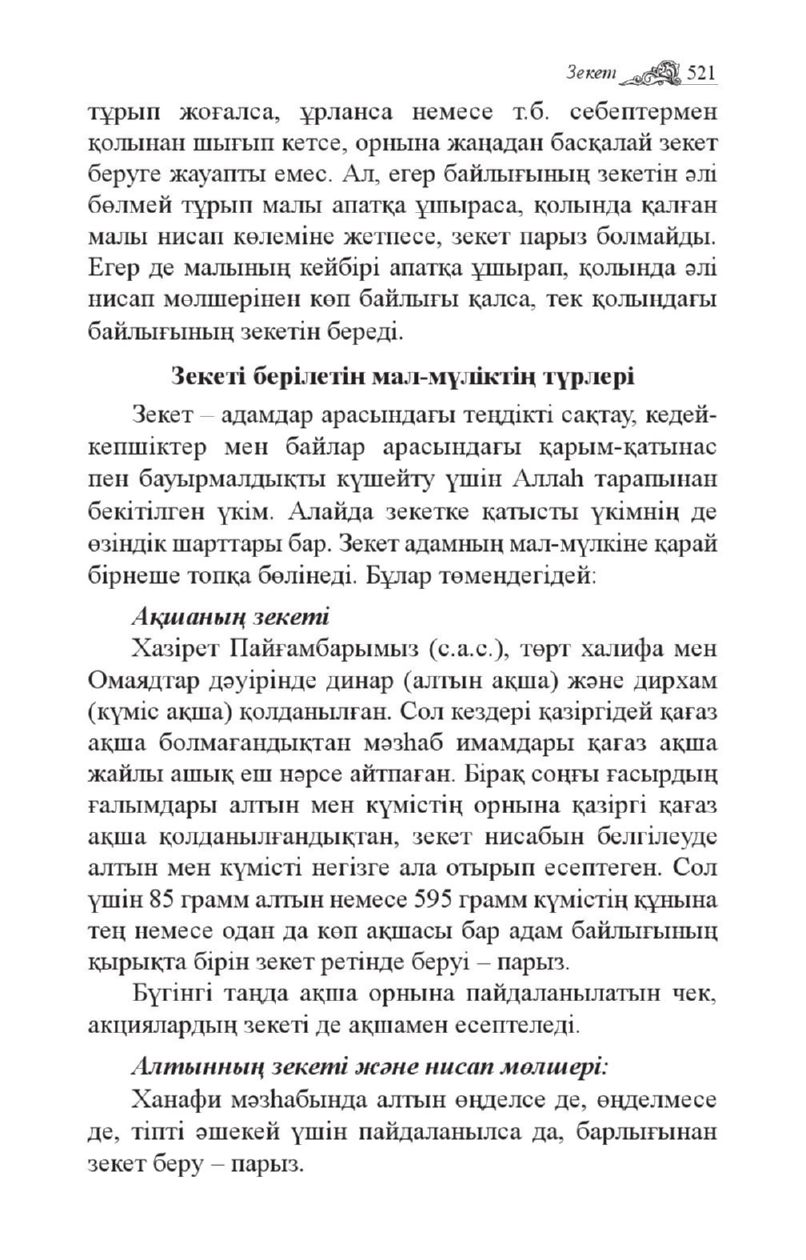 Зекет 521
тұрып жоғалса, ұрланса немесе т.б. себептермен
қолынан шығып кетсе, орнына жаңадан басқалай зекет
беруге жауапты емес. Ал, егер байлығының зекетін әлі
бөлмей тұрып малы апатқа ұшыраса, қолында қалған
малы нисап көлеміне жетпесе, зекет парыз болмайды.
Егер де малының кейбірі апатқа ұшырап, қолында әлі
нисап мөлшерінен көп байлығы қалса, тек қолындағы
байлығының зекетін береді.
Зекеті берілетін мал-мүліктің түрлері
Зекет – адамдар арасындағы теңдікті сақтау, кедей-
кепшіктер мен байлар арасындағы қарым-қатынас
пен бауырмалдықты күшейту үшін Аллаһ тарапынан
бекітілген үкім. Алайда зекетке қатысты үкімнің де
өзіндік шарттары бар. Зекет адамның мал-мүлкіне қарай
бірнеше топқа бөлінеді. Бұлар төмендегідей:
Ақшаның зекеті
Хазірет Пайғамбарымыз (с.а.с.), төрт халифа мен
Омаядтар дәуірінде динар (алтын ақша) және дирхам
(күміс ақша) қолданылған. Сол кездері қазіргідей қағаз
ақша болмағандықтан мәзһаб имамдары қағаз ақша
жайлы ашық еш нәрсе айтпаған. Бірақ соңғы ғасырдың
ғалымдары алтын мен күмістің орнына қазіргі қағаз
ақша қолданылғандықтан, зекет нисабын белгілеуде
алтын мен күмісті негізге ала отырып есептеген. Сол
үшін 85 грамм алтын немесе 595 грамм күмістің құнына
тең немесе одан да көп ақшасы бар адам байлығының
қырықта бірін зекет ретінде беруі – парыз.
Бүгінгі таңда ақша орнына пайдаланылатын чек,
акциялардың зекеті де ақшамен есептеледі.
Алтынның зекеті және нисап мөлшері:
Ханафи мәзһабында алтын өңделсе де, өңделмесе
де, тіпті әшекей үшін пайдаланылса да, барлығынан
зекет беру – парыз.